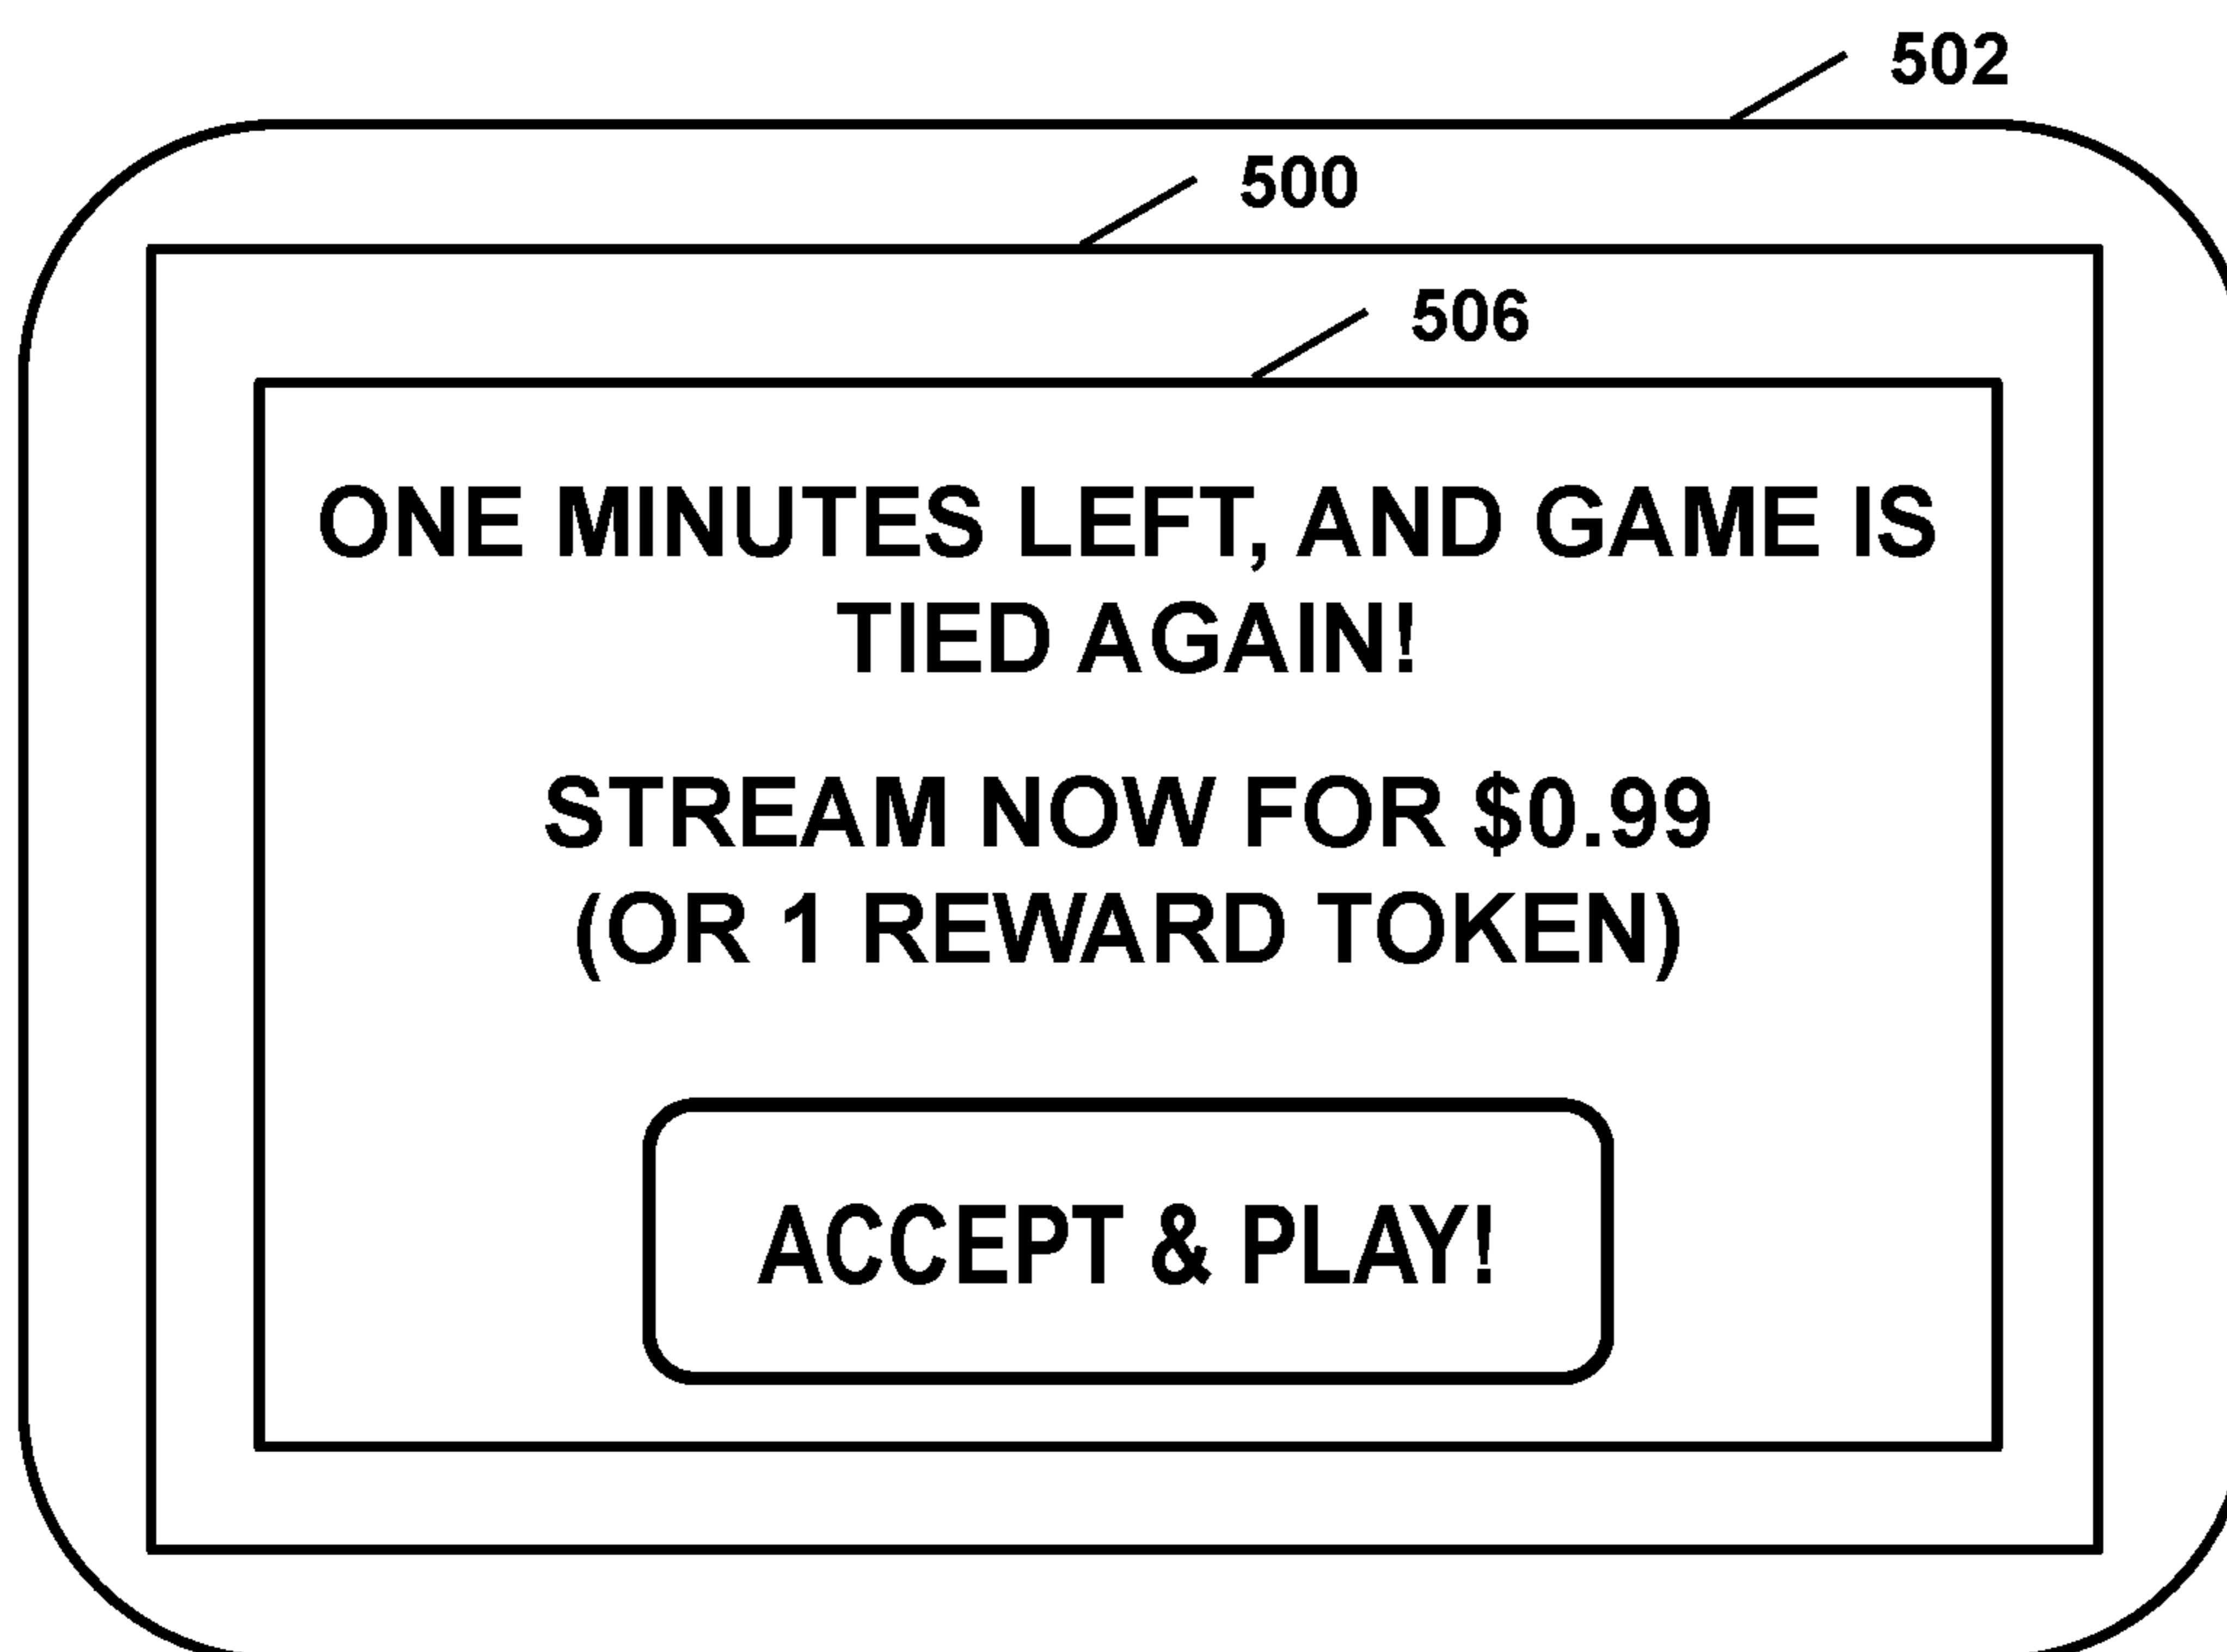 502
500
506
ONE MINUTES LEFT, AND GAME IS
TIED AGAIN!
STREAM NOW FOR $0.99
(OR 1 REWARD TOKEN)
ACCEPT & PLAY!